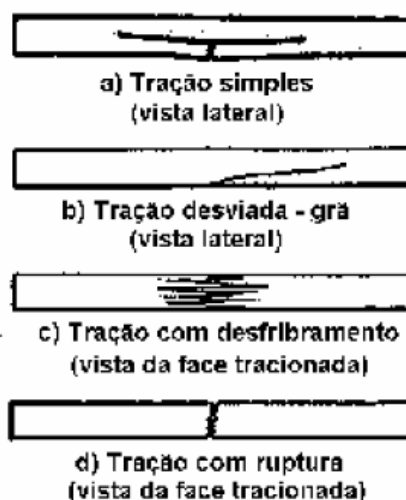 a) Tração simples
(vista lateral)
b) Tração desviada - grã
(vista lateral)
c) Tração com desfribramento
(vista da face tracionada)
d) Tração com ruptura
(vista da face tracionada)